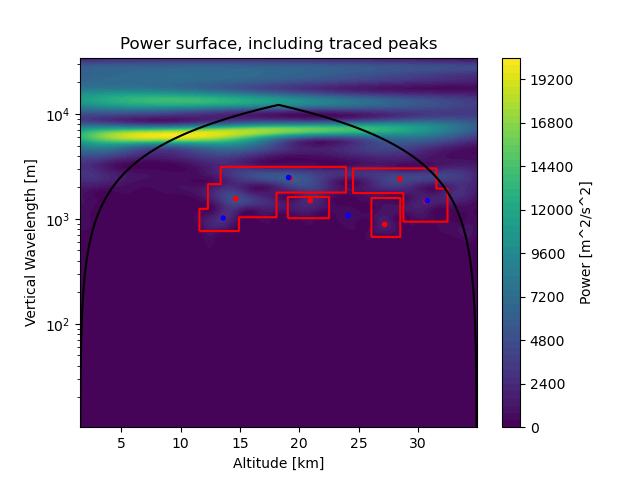 Power surface, including traced peaks
Vertical Wavelength [m]
10^4
10^3
10^2
5 10 15 20 25 30
Altitude [km]
19200
16800
14400
12000
9600
7200
4800
2400
0
Power [m^2/s^2]